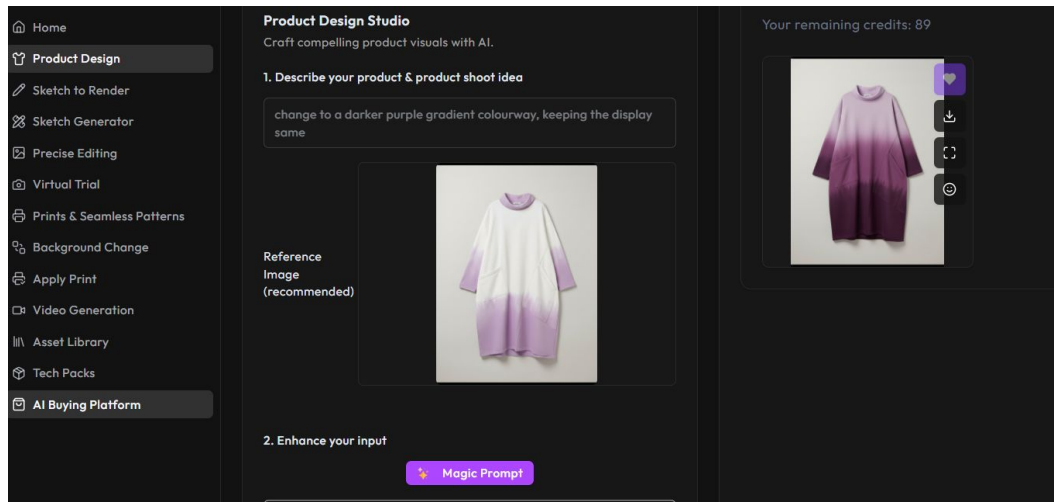 Home
Product Design
Sketch to Render
Sketch Generator
Precise Editing
Virtual Trial
Prints & Seamless Patterns
Background Change
Apply Print
Video Generation
Asset Library
Tech Packs
AI Buying Platform
Product Design Studio
Craft compelling product visuals with AI.
1. Describe your product & product shoot idea
change to a darker purple gradient colourway, keeping the display
same
Reference
Image
(recommended)
2. Enhance your input
Magic Prompt
Your remaining credits: 89